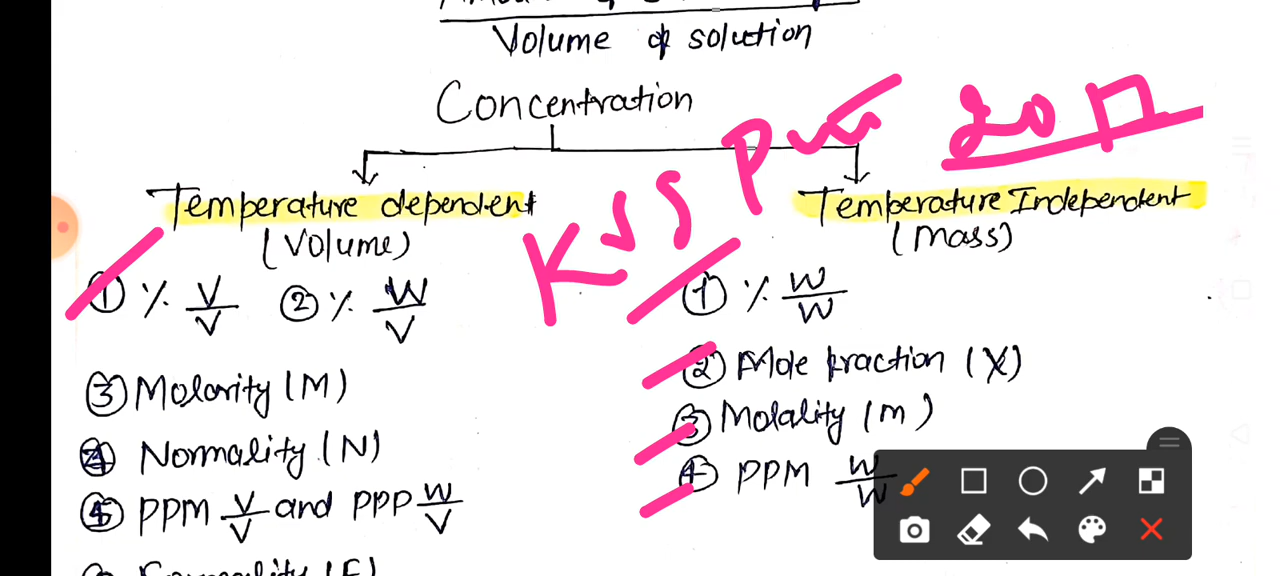 Volume of solution
Concentration
KVS PRT 2017
Temperature dependent
(Volume)
① % V/V ② % W/V
③ Molarity (M)
④ Normality (N)
⑤ PPM V/V and PPP W/V
Temperature Independent
(mass)
① % W/W
② Mole fraction (X)
③ Molality (m)
④ PPM W/W